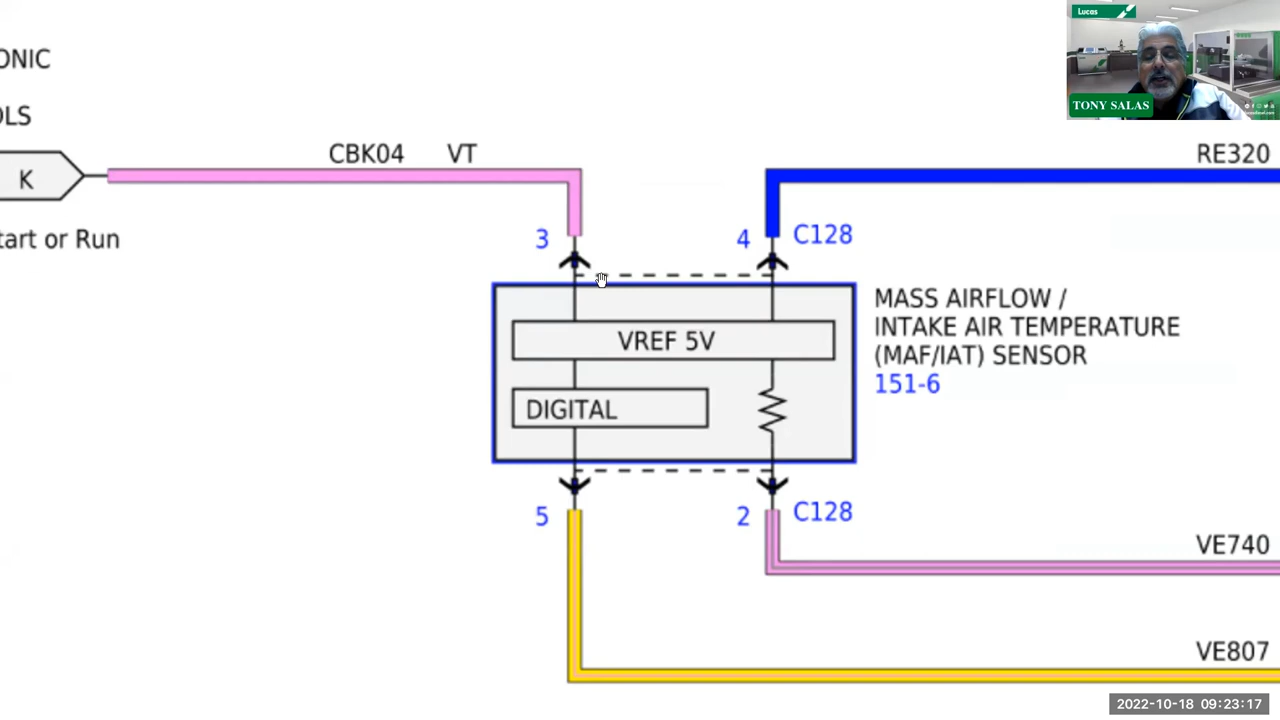 ONIC
OLS
K
tart or Run
CBK04 VT
RE320
3
4
C128
VREF 5V
DIGITAL
MASS AIRFLOW /
INTAKE AIR TEMPERATURE
(MAF/IAT) SENSOR
151-6
5
2
C128
VE740
VE807
Lucas
TONY SALAS
2022-10-18 09:23:17